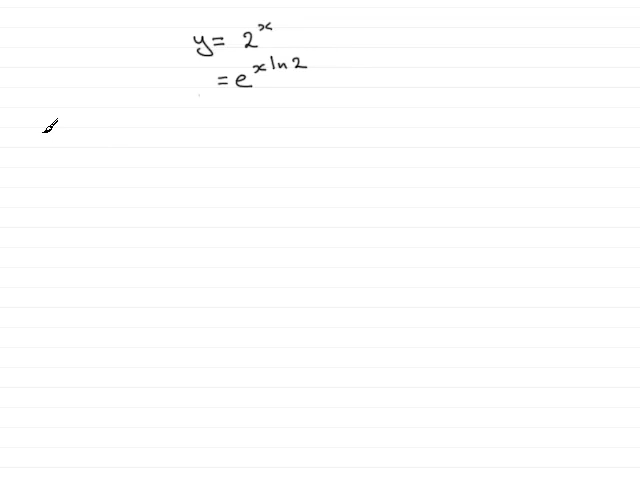 y = 2^x
= e^{x ln 2}